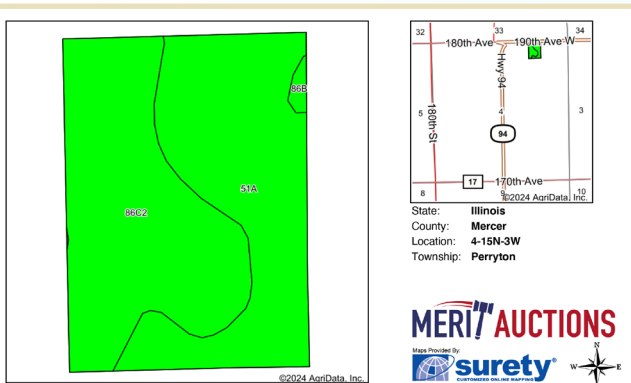 86B
51A
86C2
©2024 AgriData, Inc.
32
33
34
180th Ave
190th Ave W
Hwy 94
180th St
5
4
3
94
17
170th Ave
8
9
10
©2024 AgriData, Inc.
State: Illinois
County: Mercer
Location: 4-15N-3W
Township: Perryton
MERIT AUCTIONS
Maps Provided By:
surety®
CUSTOMIZED ONLINE MAPPING
N
W E
S